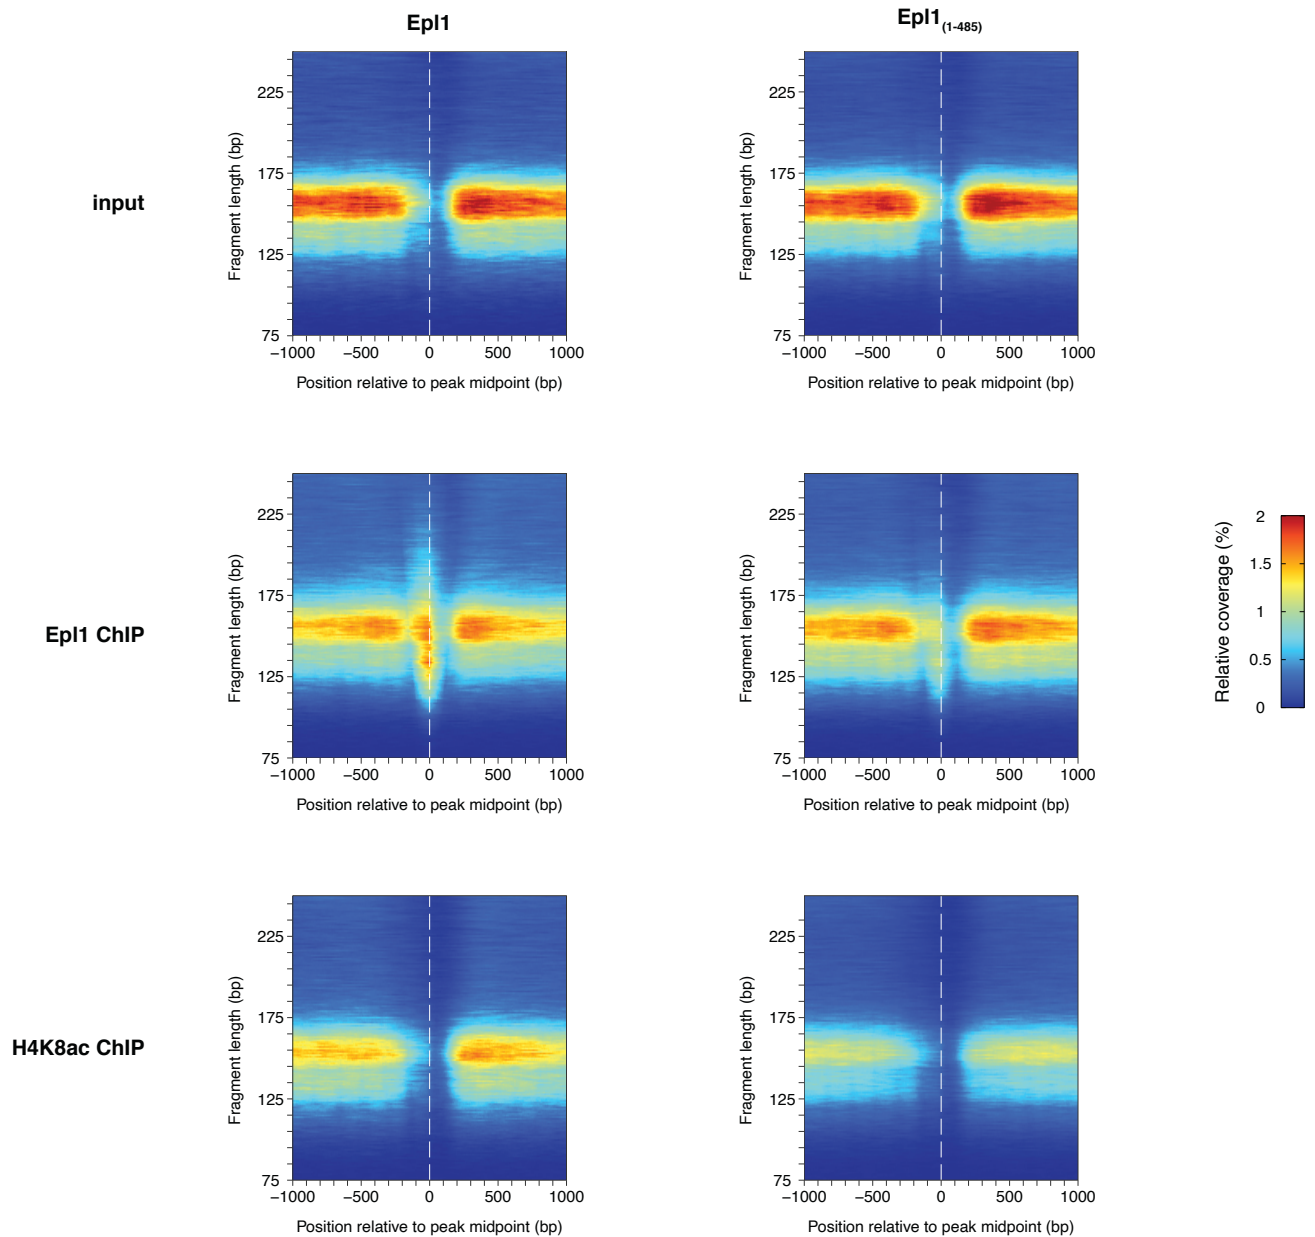 Epl1
Epl1(1-485)
input
Fragment length (bp)
225
175
125
75
−1000 −500 0 500 1000
Position relative to peak midpoint (bp)
Fragment length (bp)
225
175
125
75
−1000 −500 0 500 1000
Position relative to peak midpoint (bp)
Epl1 ChIP
Fragment length (bp)
225
175
125
75
−1000 −500 0 500 1000
Position relative to peak midpoint (bp)
Fragment length (bp)
225
175
125
75
−1000 −500 0 500 1000
Position relative to peak midpoint (bp)
Relative coverage (%)
2
1.5
1
0.5
0
H4K8ac ChIP
Fragment length (bp)
225
175
125
75
−1000 −500 0 500 1000
Position relative to peak midpoint (bp)
Fragment length (bp)
225
175
125
75
−1000 −500 0 500 1000
Position relative to peak midpoint (bp)